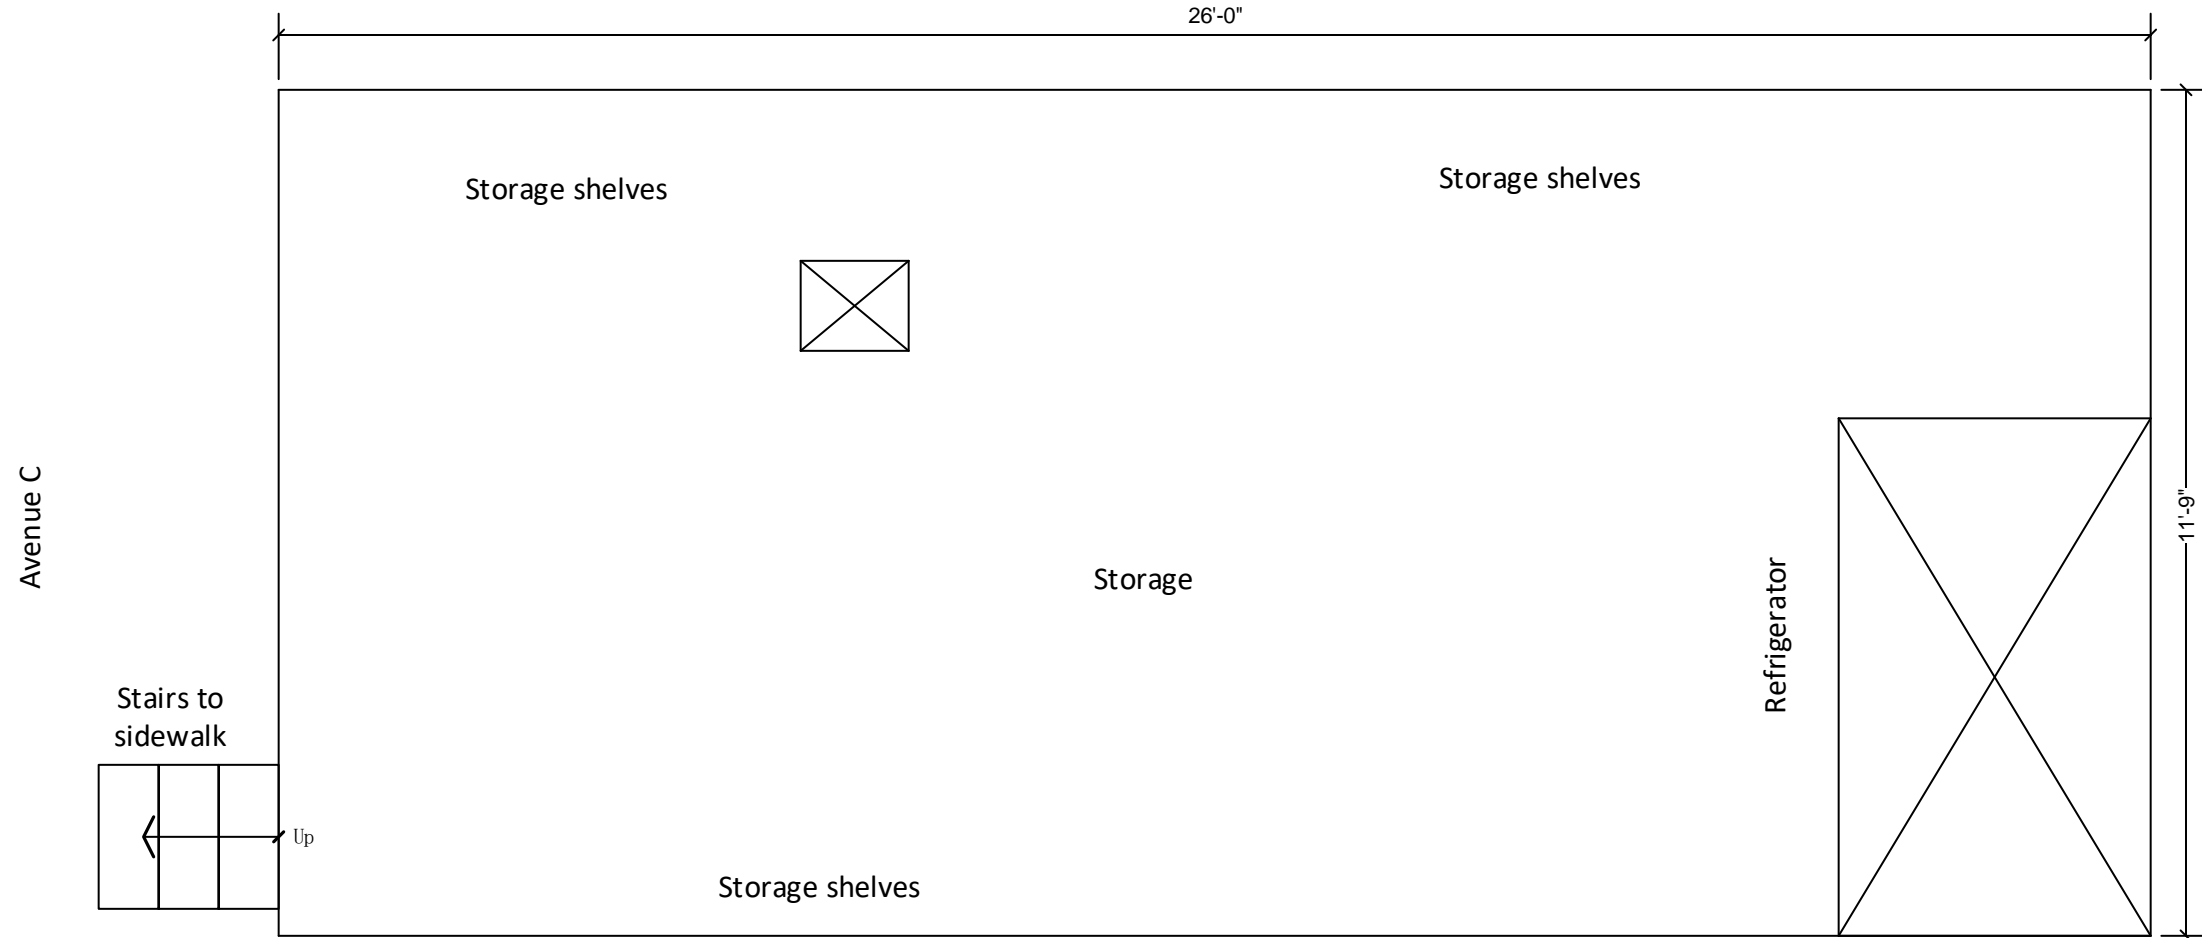 26'-0"
Storage shelves
Storage shelves
Avenue C
11'-9"
Storage
Refrigerator
Stairs to
sidewalk
Up
Storage shelves